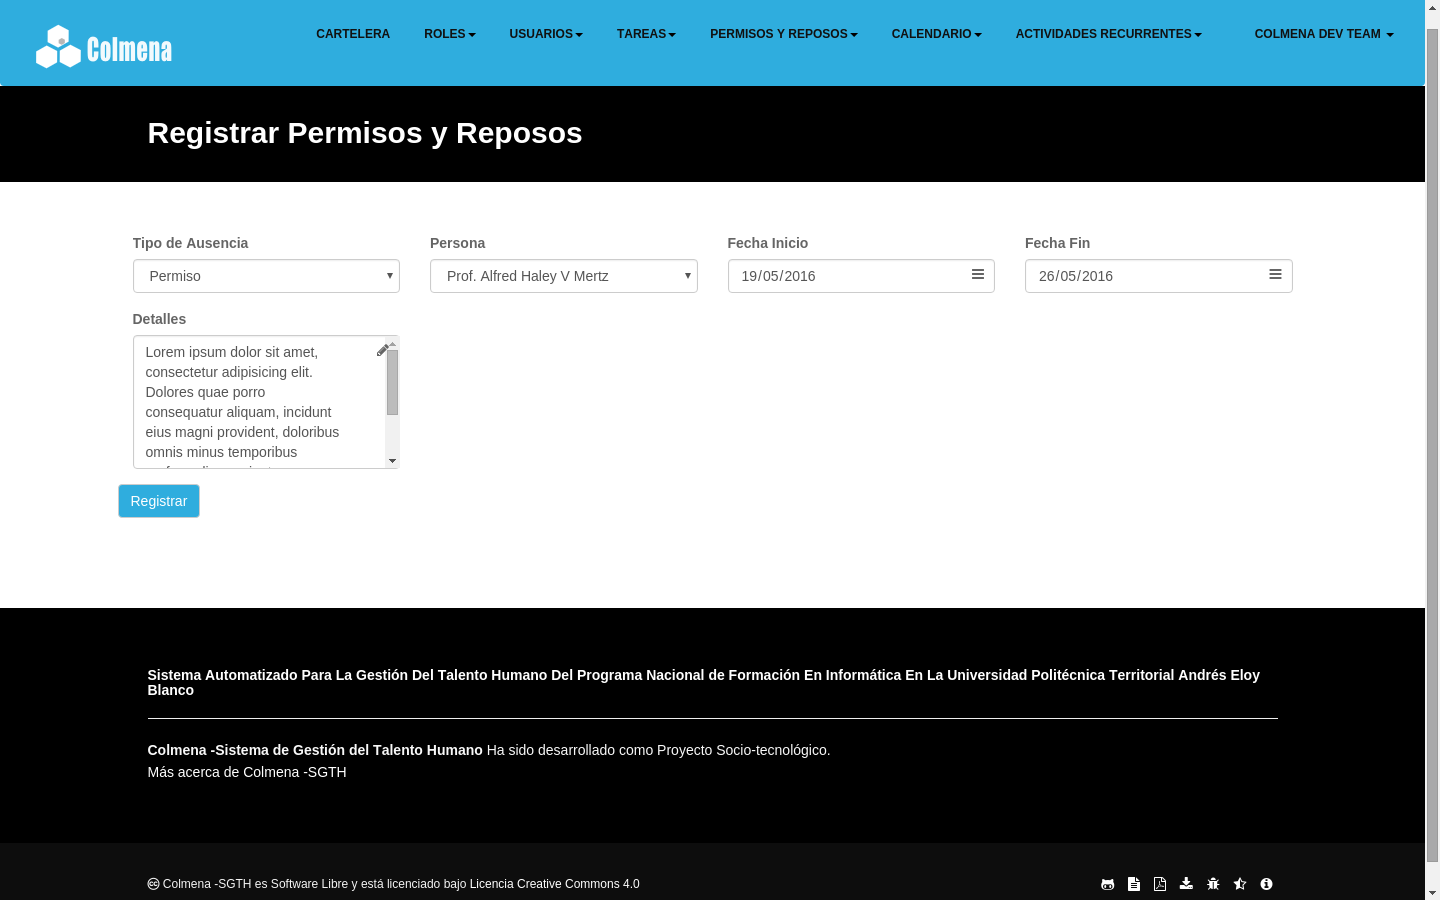 Colmena
CARTELERA ROLES USUARIOS TAREAS PERMISOS Y REPOSOS CALENDARIO ACTIVIDADES RECURRENTES COLMENA DEV TEAM
Registrar Permisos y Reposos
Tipo de Ausencia Persona Fecha Inicio Fecha Fin
Permiso Prof. Alfred Haley V Mertz 19/05/2016 26/05/2016
Detalles
Lorem ipsum dolor sit amet,
consectetur adipisicing elit.
Dolores quae porro
consequatur aliquam, incidunt
eius magni provident, doloribus
omnis minus temporibus
Registrar
Sistema Automatizado Para La Gestión Del Talento Humano Del Programa Nacional de Formación En Informática En La Universidad Politécnica Territorial Andrés Eloy
Blanco
Colmena -Sistema de Gestión del Talento Humano Ha sido desarrollado como Proyecto Socio-tecnológico.
Más acerca de Colmena -SGTH
Colmena -SGTH es Software Libre y está licenciado bajo Licencia Creative Commons 4.0